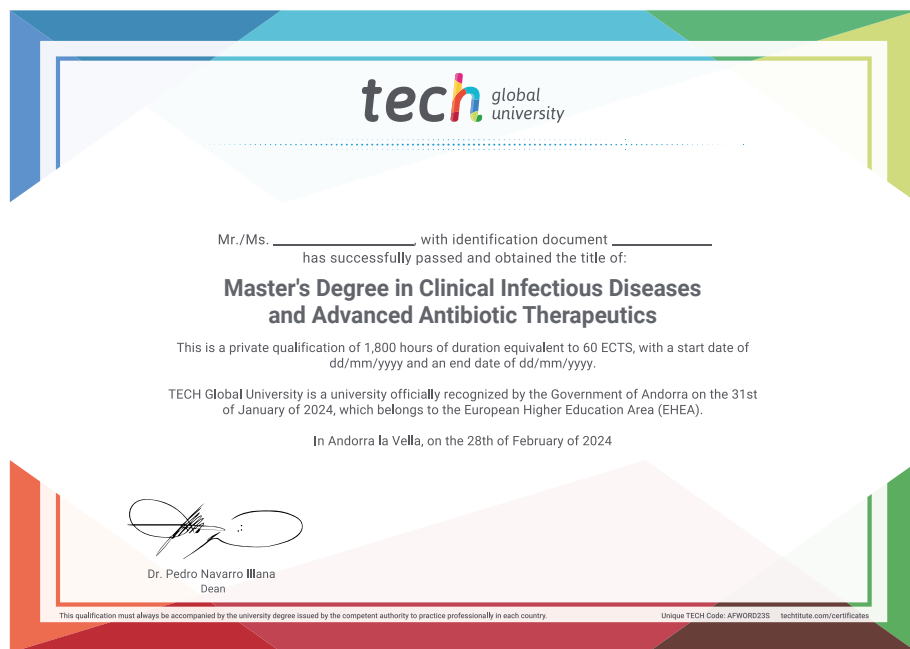 tech global
university
Mr./Ms. ____________________, with identification document ______________
has successfully passed and obtained the title of:
Master's Degree in Clinical Infectious Diseases
and Advanced Antibiotic Therapeutics
This is a private qualification of 1,800 hours of duration equivalent to 60 ECTS, with a start date of
dd/mm/yyyy and an end date of dd/mm/yyyy.
TECH Global University is a university officially recognized by the Government of Andorra on the 31st
of January of 2024, which belongs to the European Higher Education Area (EHEA).
In Andorra la Vella, on the 28th of February of 2024
Dr. Pedro Navarro Illana
Dean
This qualification must always be accompanied by the university degree issued by the competent authority to practice professionally in each country.
Unique TECH Code: AFWORD23S techtitute.com/certificates